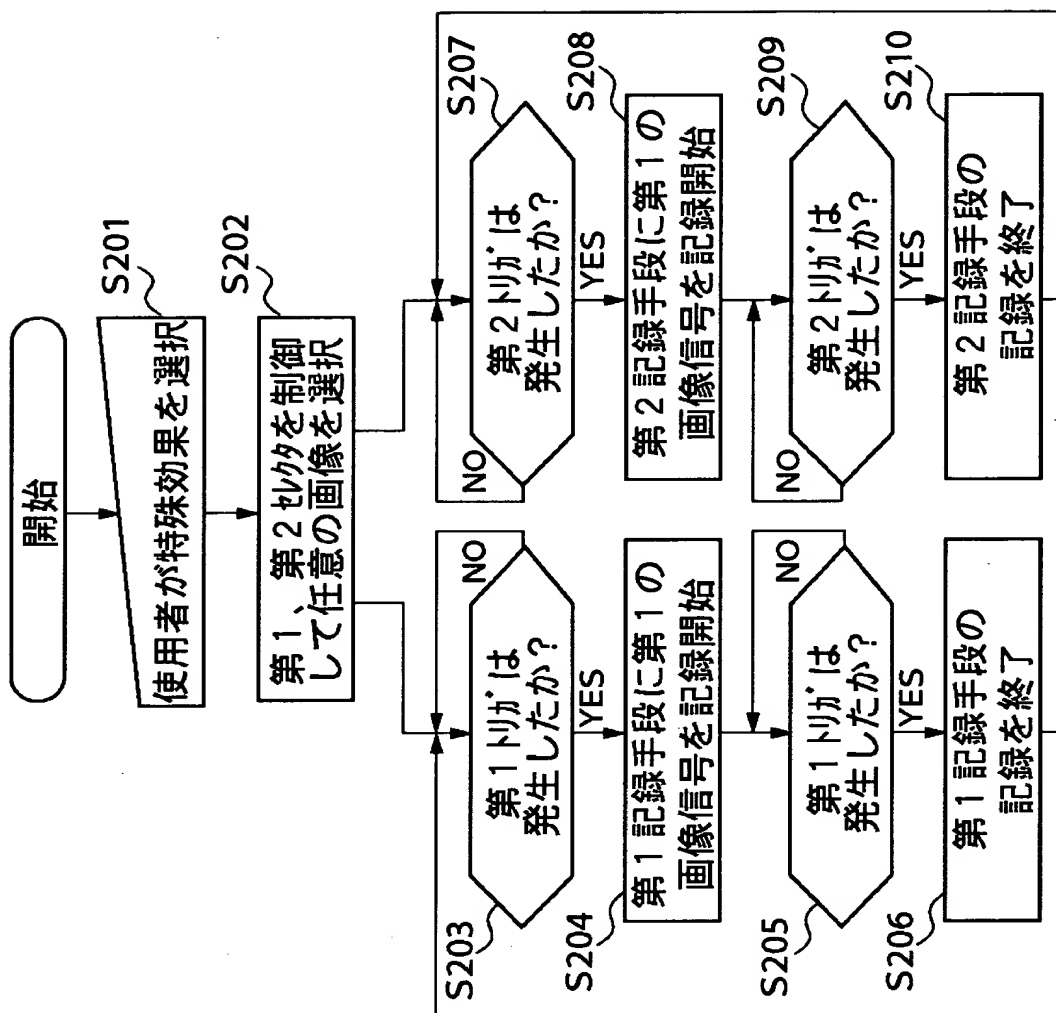 開始
使用者が特殊効果を選択
S201
第1、第2セレクタを制御
して任意の画像を選択
S202
第1トリガは
発生したか?
S203
NO
YES
第1記録手段に第1の
画像信号を記録開始
S204
第1トリガは
発生したか?
S205
NO
YES
第1記録手段の
記録を終了
S206
第2トリガは
発生したか?
S207
NO
YES
第2記録手段に第1の
画像信号を記録開始
S208
第2トリガは
発生したか?
S209
NO
YES
第2記録手段の
記録を終了
S210